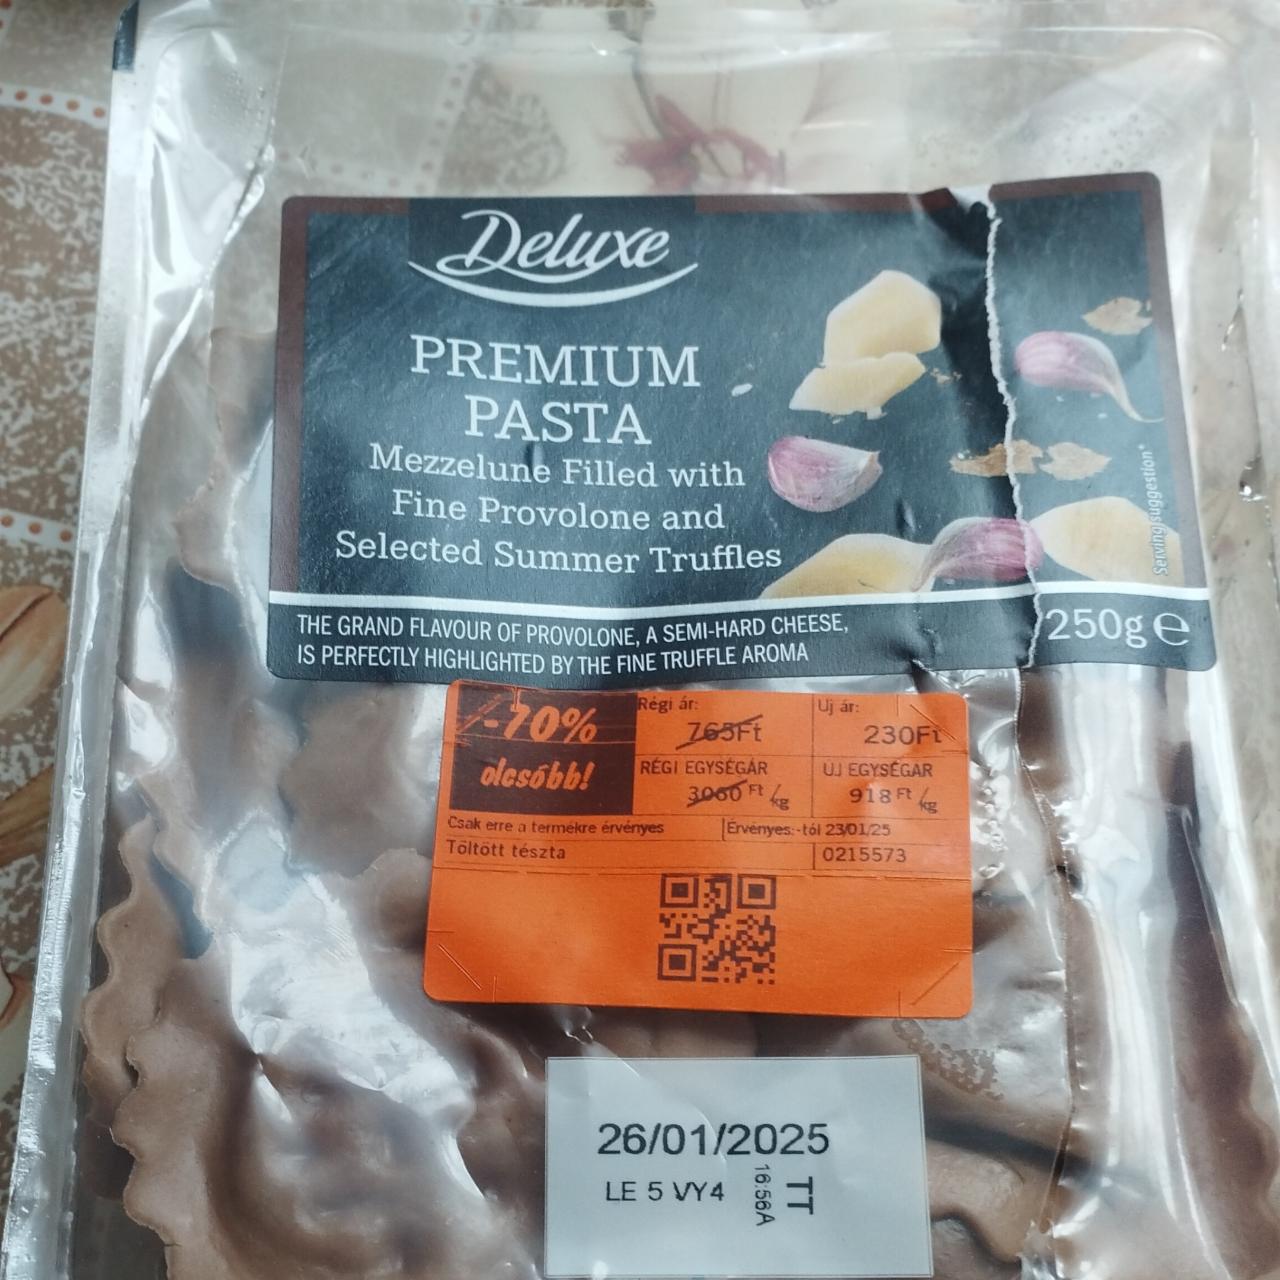 Deluxe
PREMIUM
PASTA
Mezzelune Filled with
Fine Provolone and
Selected Summer Truffles
Serving suggestion*
THE GRAND FLAVOUR OF PROVOLONE, A SEMI-HARD CHEESE,
IS PERFECTLY HIGHLIGHTED BY THE FINE TRUFFLE AROMA
250g e
-70%
olcsóbb!
Régi ár:
765Ft
Új ár:
230Ft
RÉGI EGYSÉGÁR
3060 Ft/kg
ÚJ EGYSÉGÁR
918 Ft/kg
Csak erre a termékre érvényes
Érvényes:-tól 23/01/25
Töltött tészta
0215573
26/01/2025
LE 5 VY4
16:56A
TT